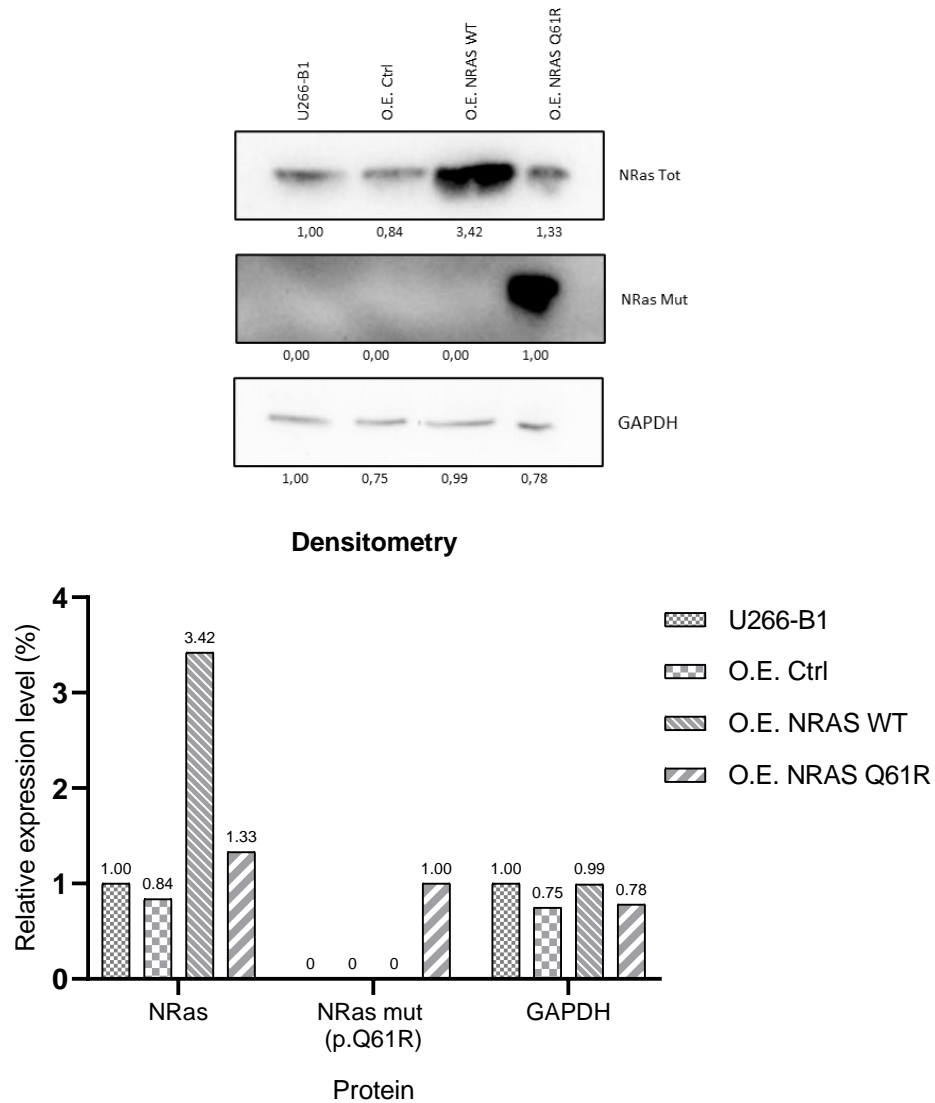 U266-B1
O.E. Ctrl
O.E. NRAS WT
O.E. NRAS Q61R
NRas Tot
1,00 0,84 3,42 1,33
NRas Mut
0,00 0,00 0,00 1,00
GAPDH
1,00 0,75 0,99 0,78
Densitometry
Relative expression level (%)
4
3
2
1
0
1.00 0.84 3.42 1.33
0 0 0 1.00
1.00 0.75 0.99 0.78
NRas
NRas mut
(p.Q61R)
GAPDH
Protein
U266-B1
O.E. Ctrl
O.E. NRAS WT
O.E. NRAS Q61R